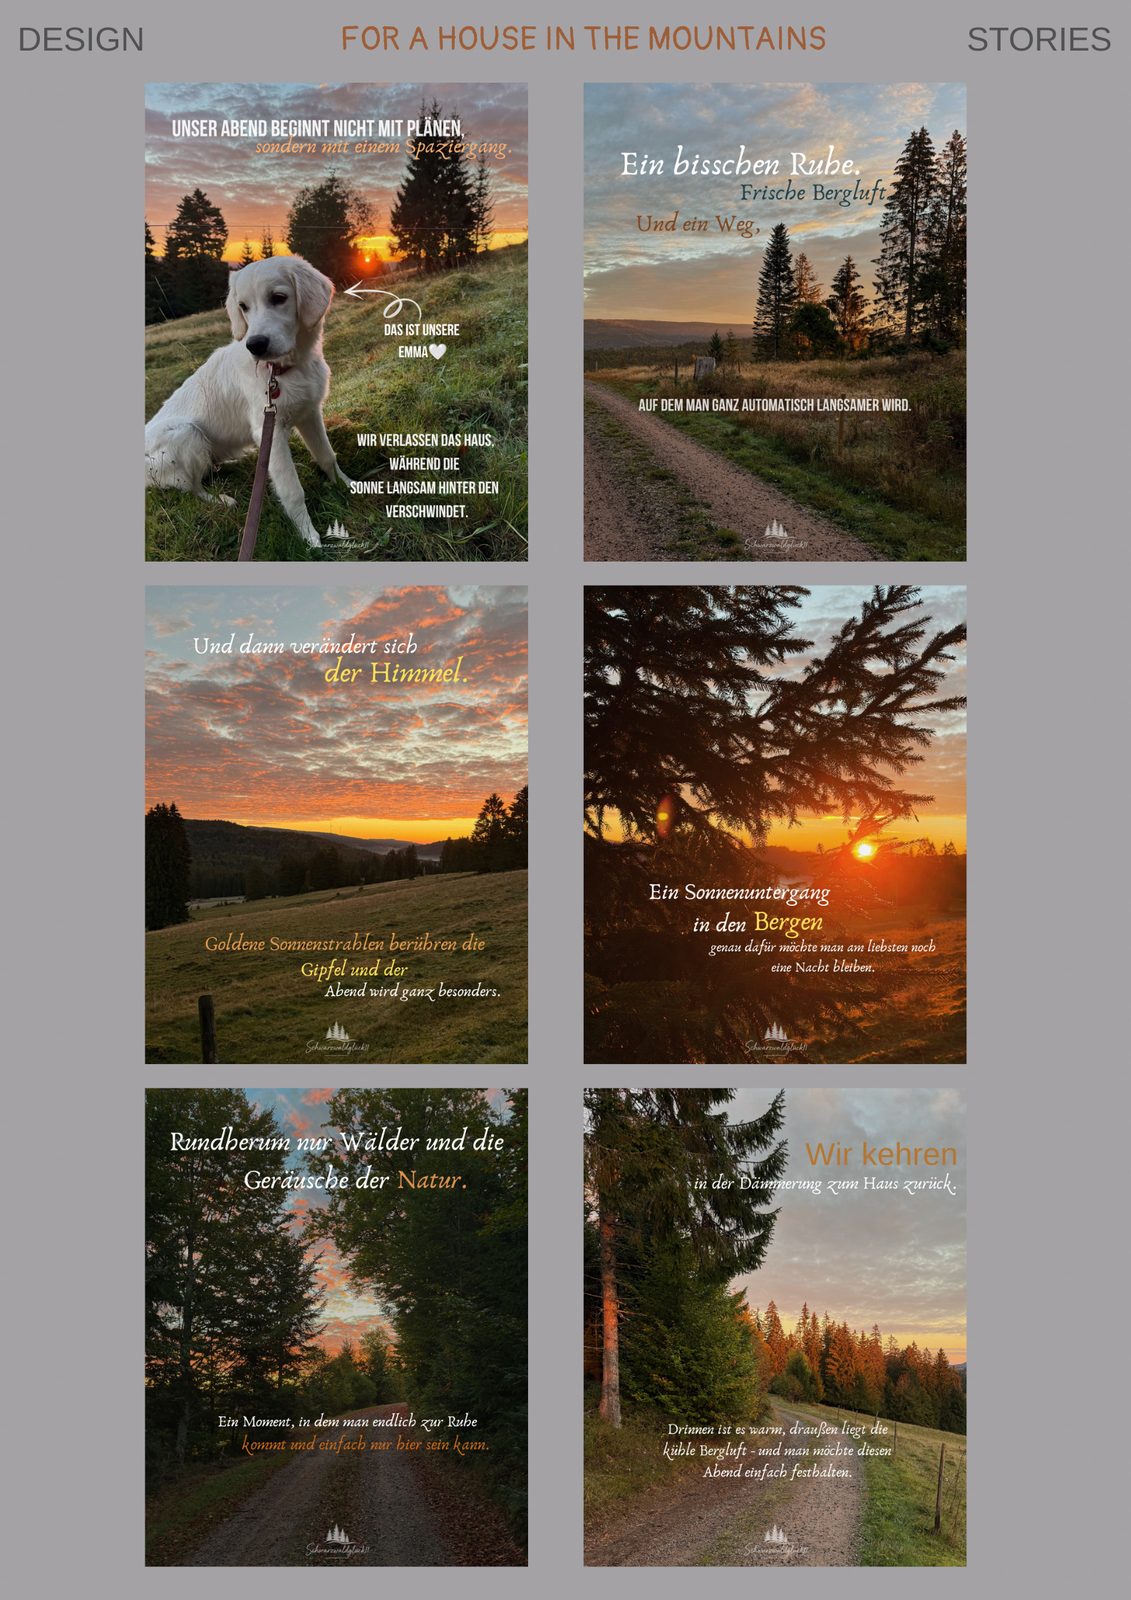 DESIGN
FOR A HOUSE IN THE MOUNTAINS
STORIES
UNSER ABEND BEGINNT NICHT MIT PLÄNEN,
sondern mit einem Spaziergang.
DAS IST UNSERE
EMMA
WIR VERLASSEN DAS HAUS,
WÄHREND DIE
SONNE LANGSAM HINTER DEN
VERSCHWINDET.
Schwarzwaldglück11
Ein bisschen Ruhe.
Frische Bergluft
Und ein Weg,
AUF DEM MAN GANZ AUTOMATISCH LANGSAMER WIRD.
Schwarzwaldglück11
Und dann verändert sich
der Himmel.
Goldene Sonnenstrahlen berühren die
Gipfel und der
Abend wird ganz besonders.
Schwarzwaldglück11
Ein Sonnenuntergang
in den Bergen
genau dafür möchte man am liebsten noch
eine Nacht bleiben.
Schwarzwaldglück11
Rundherum nur Wälder und die
Geräusche der Natur.
Ein Moment, in dem man endlich zur Ruhe
kommt und einfach nur hier sein kann.
Schwarzwaldglück11
Wir kehren
in der Dämmerung zum Haus zurück.
Drinnen ist es warm, draußen liegt die
kühle Bergluft - und man möchte diesen
Abend einfach festhalten.
Schwarzwaldglück11